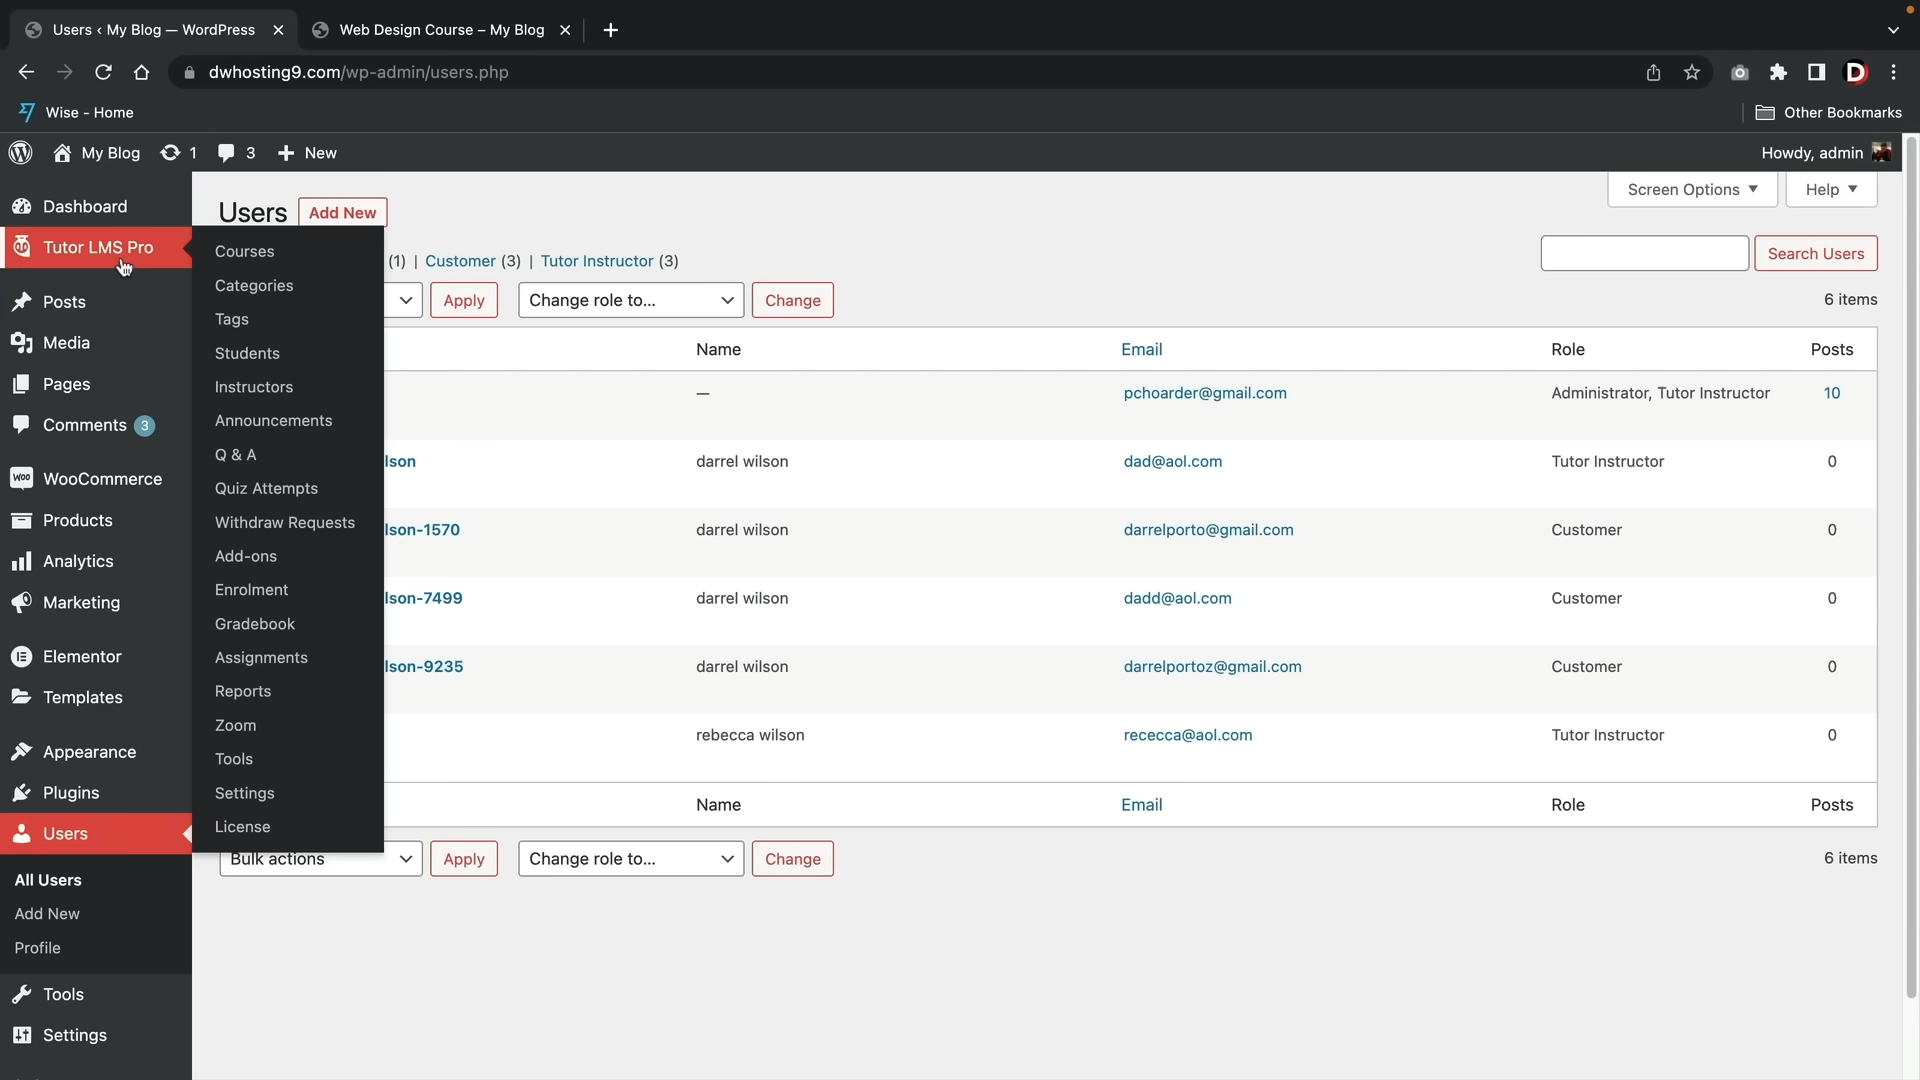 Users ‹ My Blog — WordPress
Web Design Course – My Blog
dwhosting9.com/wp-admin/users.php
Wise - Home
Other Bookmarks
My Blog 1 3 New
Howdy, admin
Dashboard
Tutor LMS Pro
Posts
Media
Pages
Comments 3
WooCommerce
Products
Analytics
Marketing
Elementor
Templates
Appearance
Plugins
Users
All Users
Add New
Profile
Tools
Settings
Courses
Categories
Tags
Students
Instructors
Announcements
Q & A
Quiz Attempts
Withdraw Requests
Add-ons
Enrolment
Gradebook
Assignments
Reports
Zoom
Tools
Settings
License
Screen Options Help
Users Add New
(1) | Customer (3) | Tutor Instructor (3)
Search Users
Apply Change role to... Change
6 items
Name Email Role Posts
— pchoarder@gmail.com Administrator, Tutor Instructor 10
lson darrel wilson dad@aol.com Tutor Instructor 0
lson-1570 darrel wilson darrelporto@gmail.com Customer 0
lson-7499 darrel wilson dadd@aol.com Customer 0
lson-9235 darrel wilson darrelportoz@gmail.com Customer 0
rebecca wilson rececca@aol.com Tutor Instructor 0
Name Email Role Posts
Bulk actions Apply Change role to... Change
6 items